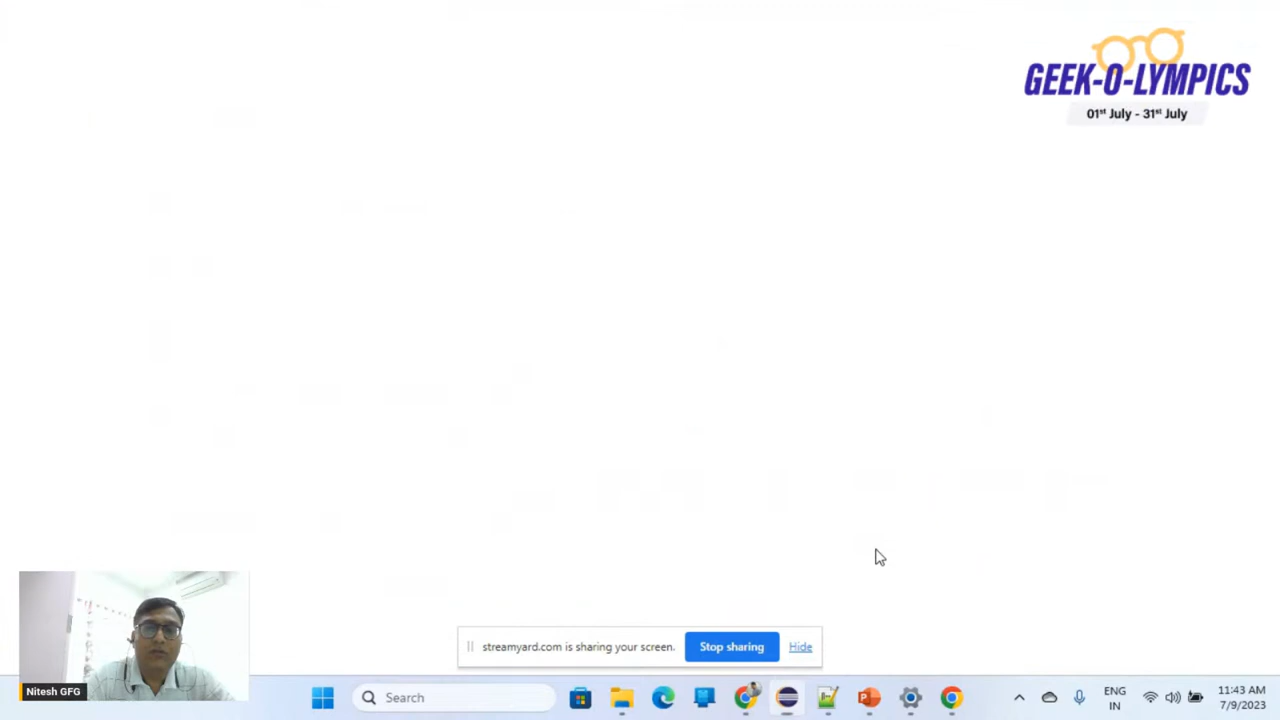 GEEK-O-LYMPICS
01st July - 31st July
streamyard.com is sharing your screen.
Stop sharing
Hide
Nitesh GFG
Search
ENG
IN
11:43 AM
7/9/2023